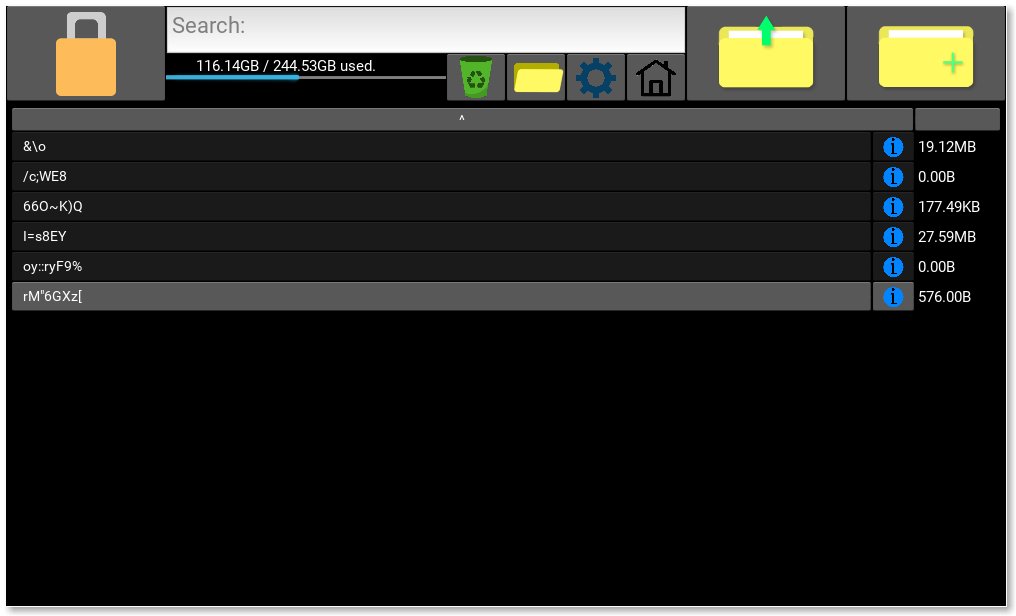 Search:
116.14GB / 244.53GB used.
^
&\o
i
19.12MB
/c;WE8
i
0.00B
66O~K)Q
i
177.49KB
I=s8EY
i
27.59MB
oy::ryF9%
i
0.00B
rM"6GXz[
i
576.00B